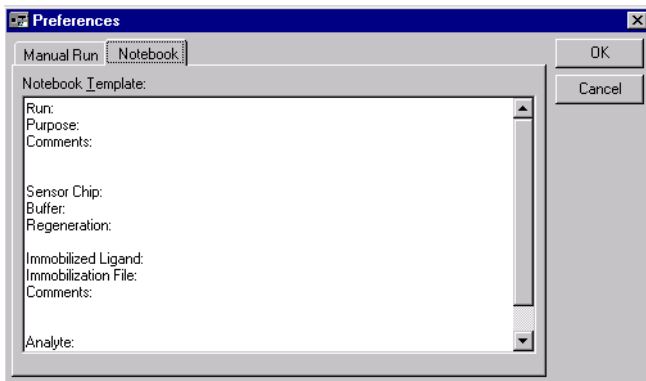 Preferences
Manual Run
Notebook
OK
Cancel
Notebook Template:
Run:
Purpose:
Comments:
Sensor Chip:
Buffer:
Regeneration:
Immobilized Ligand:
Immobilization File:
Comments:
Analyte: